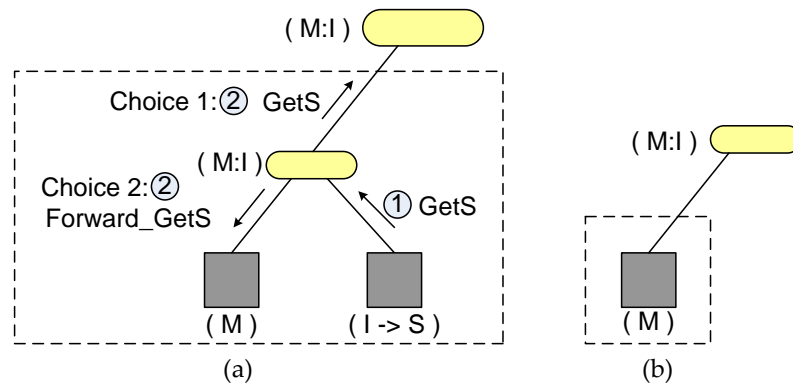 ( M:I )
Choice 1: 2 GetS
( M:I )
( M:I )
Choice 2: 2
Forward_GetS
1 GetS
( M )
( I -> S )
( M )
(a)
(b)